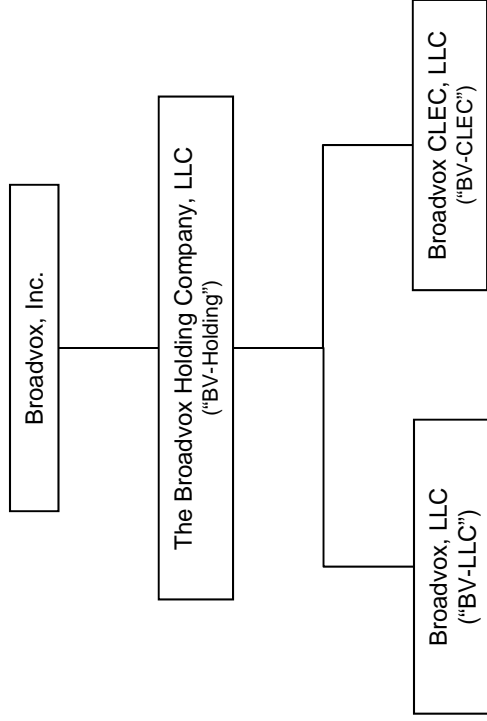 Broadvox, Inc.
The Broadvox Holding Company, LLC
(“BV-Holding”)
Broadvox, LLC
(“BV-LLC”)
Broadvox CLEC, LLC
(“BV-CLEC”)